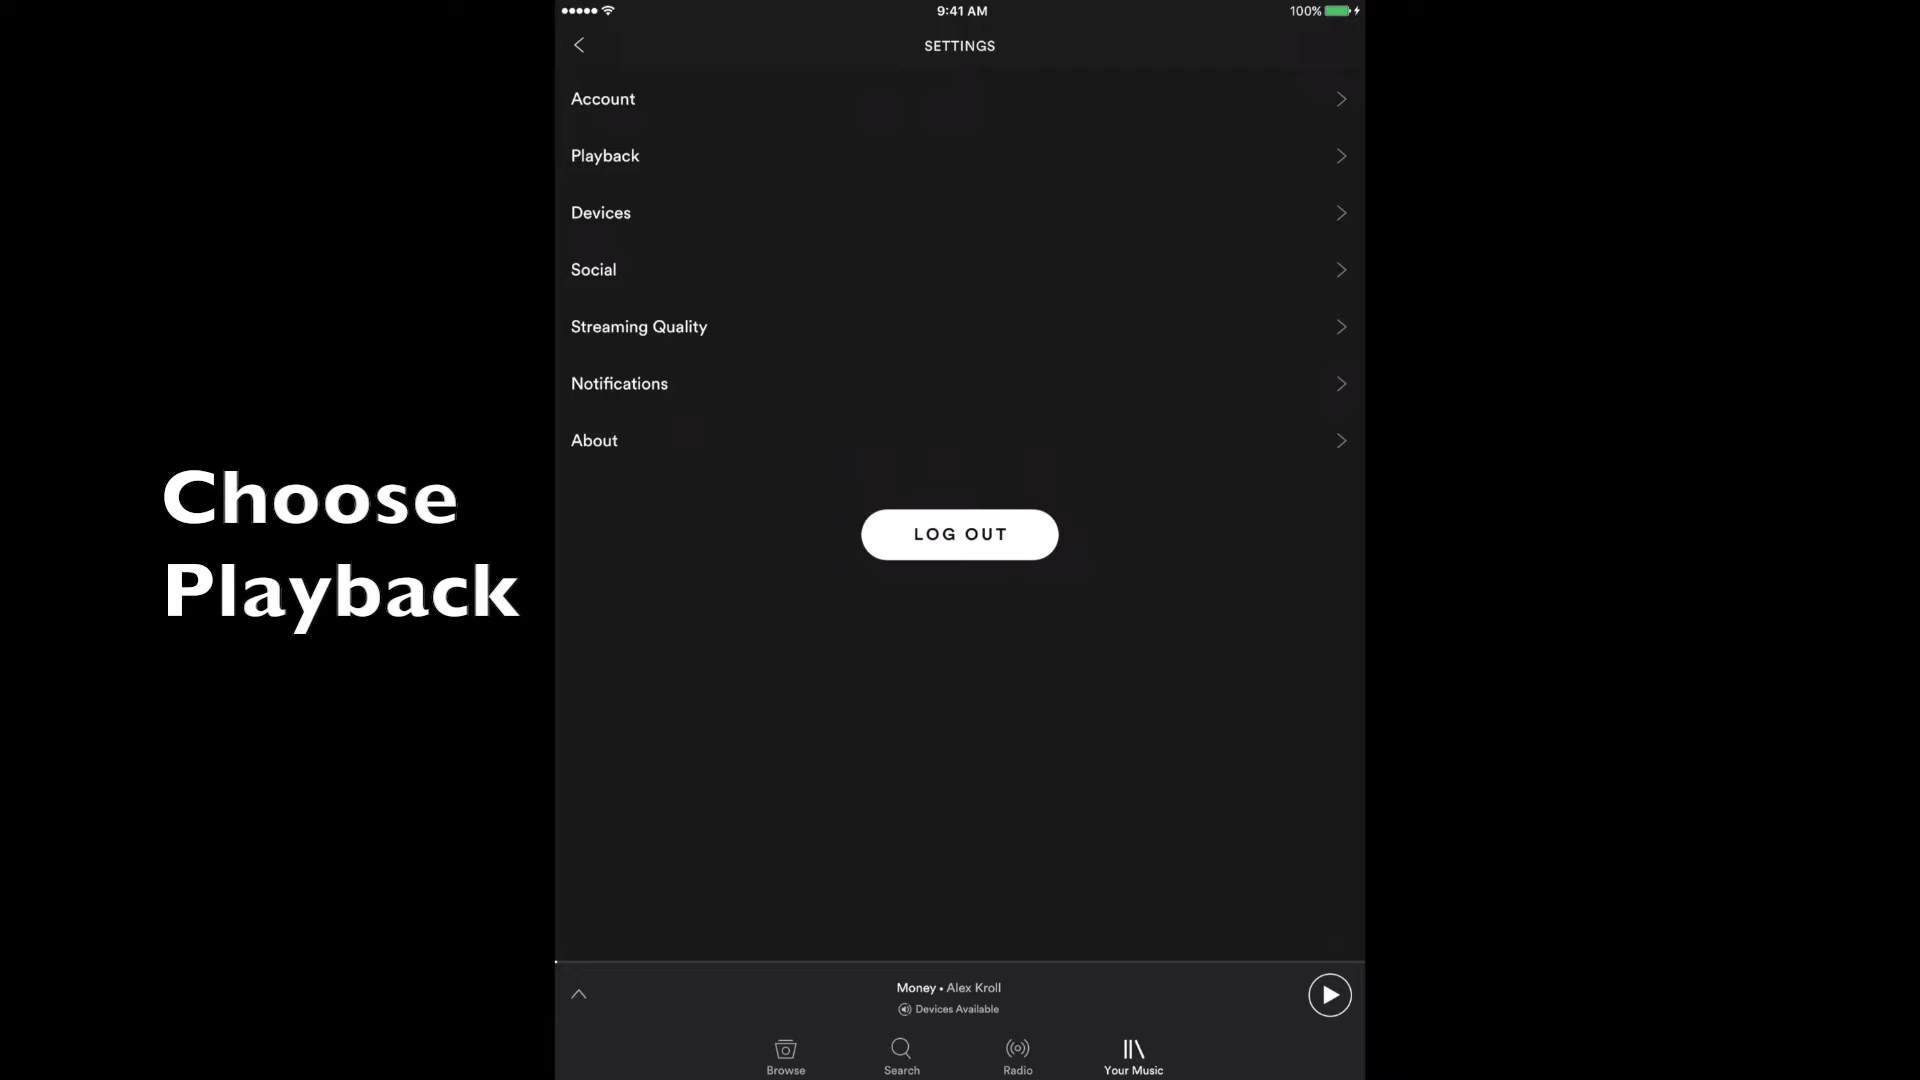 9:41 AM
100%
SETTINGS
Account
Playback
Devices
Social
Streaming Quality
Notifications
About
Choose
Playback
LOG OUT
Money • Alex Kroll
Devices Available
Browse
Search
Radio
Your Music